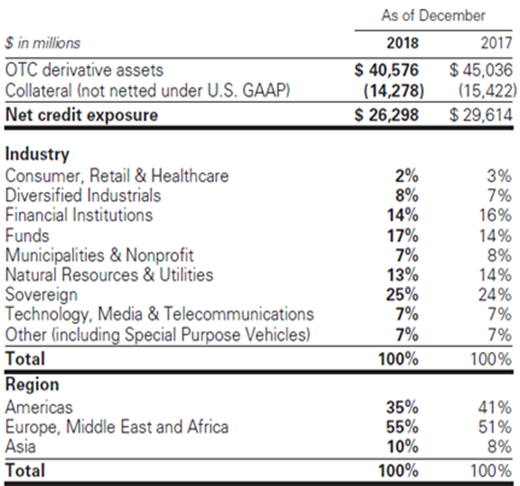 As of December
$ in millions 2018 2017
OTC derivative assets $ 40,576 $ 45,036
Collateral (not netted under U.S. GAAP) (14,278) (15,422)
Net credit exposure $ 26,298 $ 29,614
Industry
Consumer, Retail & Healthcare 2% 3%
Diversified Industrials 8% 7%
Financial Institutions 14% 16%
Funds 17% 14%
Municipalities & Nonprofit 7% 8%
Natural Resources & Utilities 13% 14%
Sovereign 25% 24%
Technology, Media & Telecommunications 7% 7%
Other (including Special Purpose Vehicles) 7% 7%
Total 100% 100%
Region
Americas 35% 41%
Europe, Middle East and Africa 55% 51%
Asia 10% 8%
Total 100% 100%